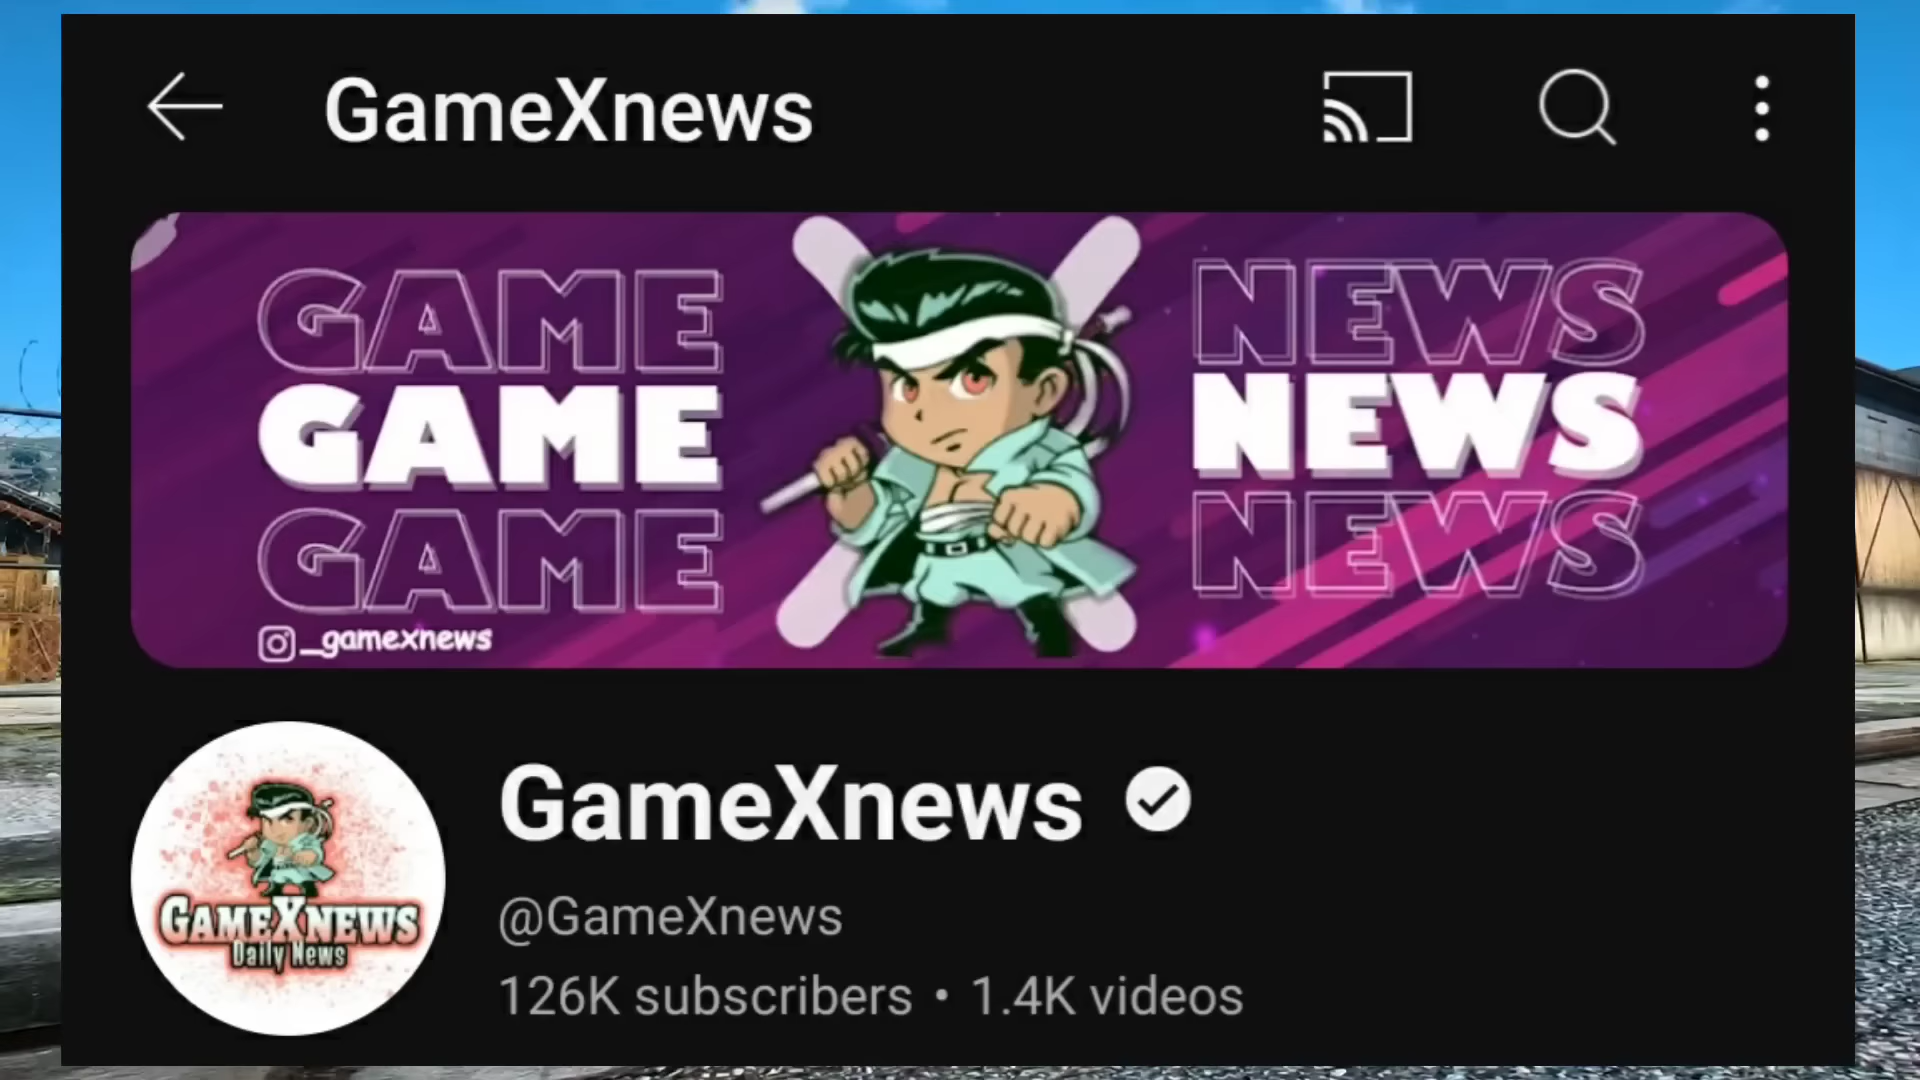 GameXnews
GAME
GAME
GAME
NEWS
NEWS
NEWS
_gamexnews
GAMEXNEWS
Daily News
GameXnews
@GameXnews
126K subscribers • 1.4K videos